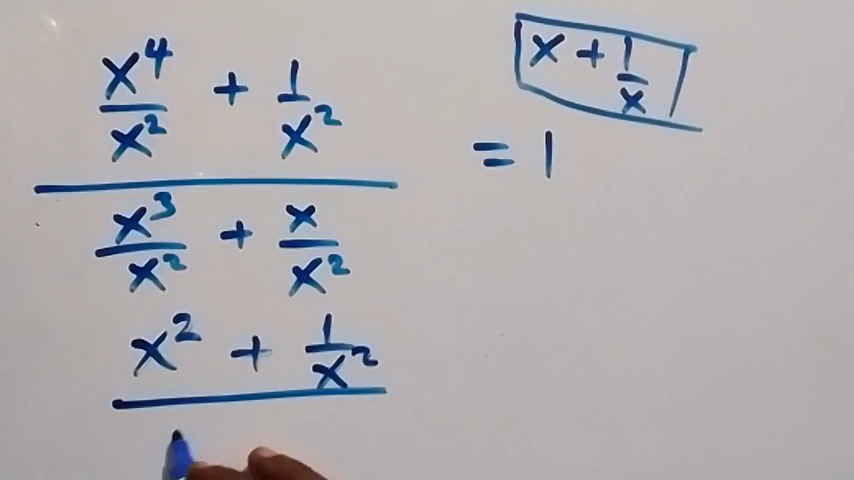 x + 1/x
x⁴/x² + 1/x²
= 1
x³/x² + x/x²
x² + 1/x²